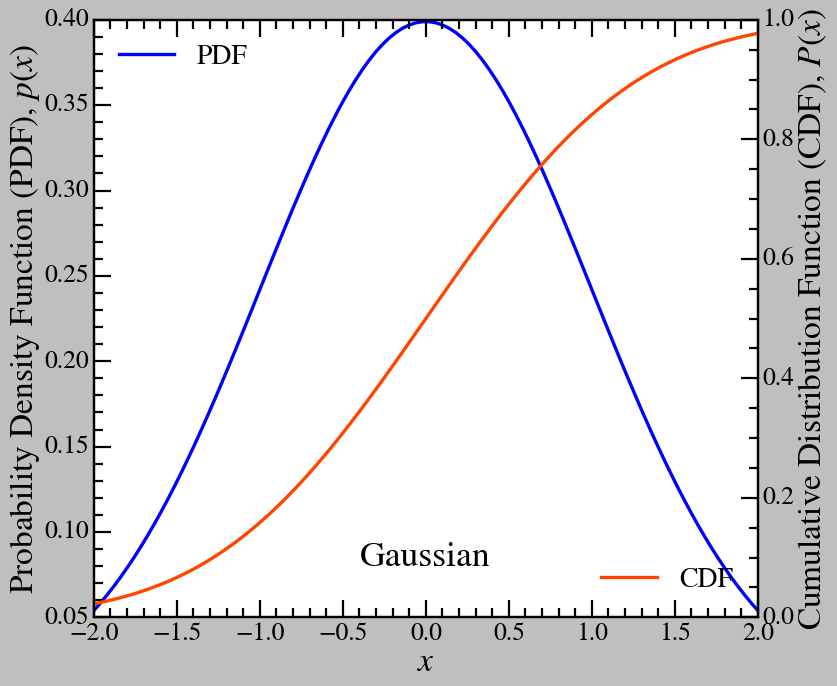 Probability Density Function (PDF), p(x)
0.40
0.35
0.30
0.25
0.20
0.15
0.10
0.05
PDF
Gaussian
CDF
1.0
0.8
0.6
0.4
0.2
0.0
Cumulative Distribution Function (CDF), P(x)
−2.0 −1.5 −1.0 −0.5 0.0 0.5 1.0 1.5 2.0
x